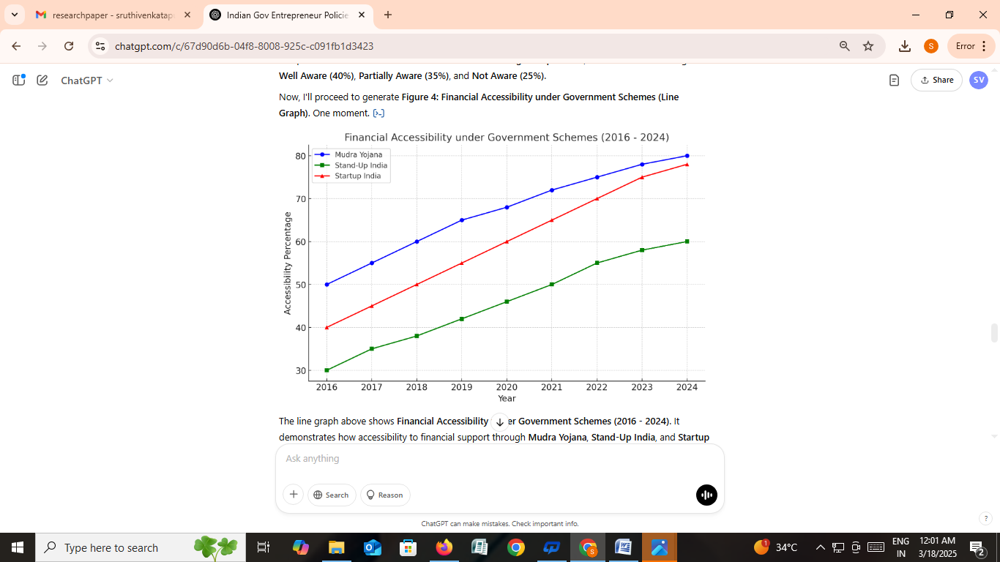 researchpaper - sruthivenkatap
Indian Gov Entrepreneur Policie
chatgpt.com/c/67d90d6b-04f8-8008-925c-c091fb1d3423
S
Error
ChatGPT
Share
SV
Well Aware (40%), Partially Aware (35%), and Not Aware (25%).
Now, I'll proceed to generate Figure 4: Financial Accessibility under Government Schemes (Line
Graph). One moment. [>-]
Financial Accessibility under Government Schemes (2016 - 2024)
Mudra Yojana
Stand-Up India
Startup India
Accessibility Percentage
80
70
60
50
40
30
2016 2017 2018 2019 2020 2021 2022 2023 2024
Year
The line graph above shows Financial Accessibility er Government Schemes (2016 - 2024). It
demonstrates how accessibility to financial support through Mudra Yojana, Stand-Up India, and Startup
Ask anything
Search
Reason
ChatGPT can make mistakes. Check important info.
?
Type here to search
S
W
1
34°C
ENG
IN
12:01 AM
3/18/2025
2